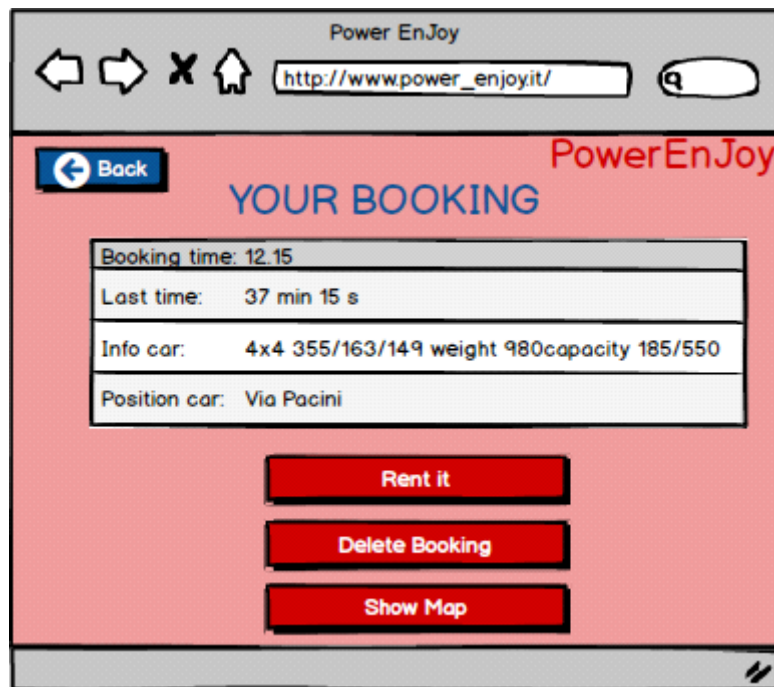 Power EnJoy
http://www.power_enjoy.it/
PowerEnJoy
Back
YOUR BOOKING
Booking time: 12.15
Last time: 37 min 15 s
Info car: 4x4 355/163/149 weight 980capacity 185/550
Position car: Via Pacini
Rent it
Delete Booking
Show Map